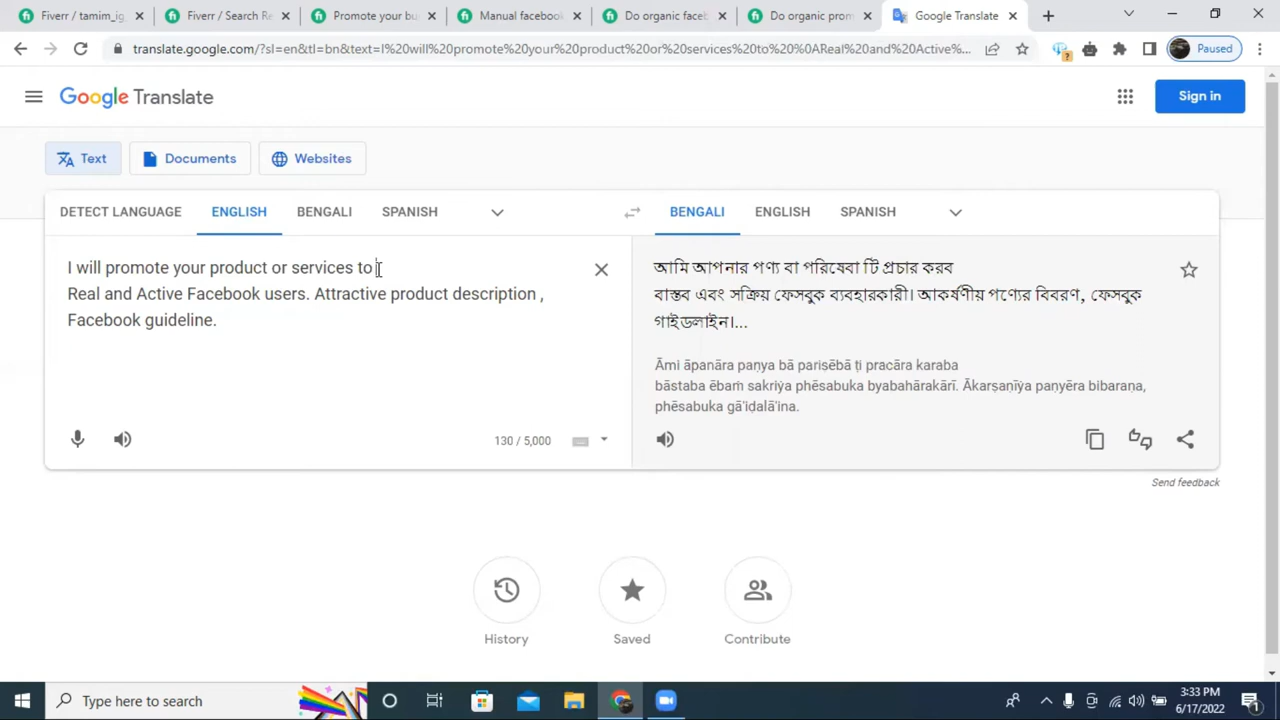 Fiverr / tamim_ig
Fiverr / Search Re
Promote your bu
Manual facebook
Do organic faceb
Do organic prom
Google Translate
translate.google.com/?sl=en&tl=bn&text=I%20will%20promote%20your%20product%20or%20services%20to%20%0AReal%20and%20Active%...
Paused
Google Translate
Sign in
Text
Documents
Websites
DETECT LANGUAGE
ENGLISH
BENGALI
SPANISH
BENGALI
ENGLISH
SPANISH
I will promote your product or services to
Real and Active Facebook users. Attractive product description ,
Facebook guideline.
130 / 5,000
আমি আপনার পণ্য বা পরিষেবা টি প্রচার করব
বাস্তব এবং সক্রিয় ফেসবুক ব্যবহারকারী। আকর্ষণীয় পণ্যের বিবরণ, ফেসবুক
গাইডলাইন।...
Āmi āpanāra paṇya bā pariṣēbā ṭi pracāra karaba
bāstaba ēbaṁ sakriẏa phēsabuka byabahārakārī. Ākarṣaṇīẏa paṇyēra bibaraṇa,
phēsabuka gā'iḍalā'ina.
Send feedback
History
Saved
Contribute
Type here to search
3:33 PM
6/17/2022
1